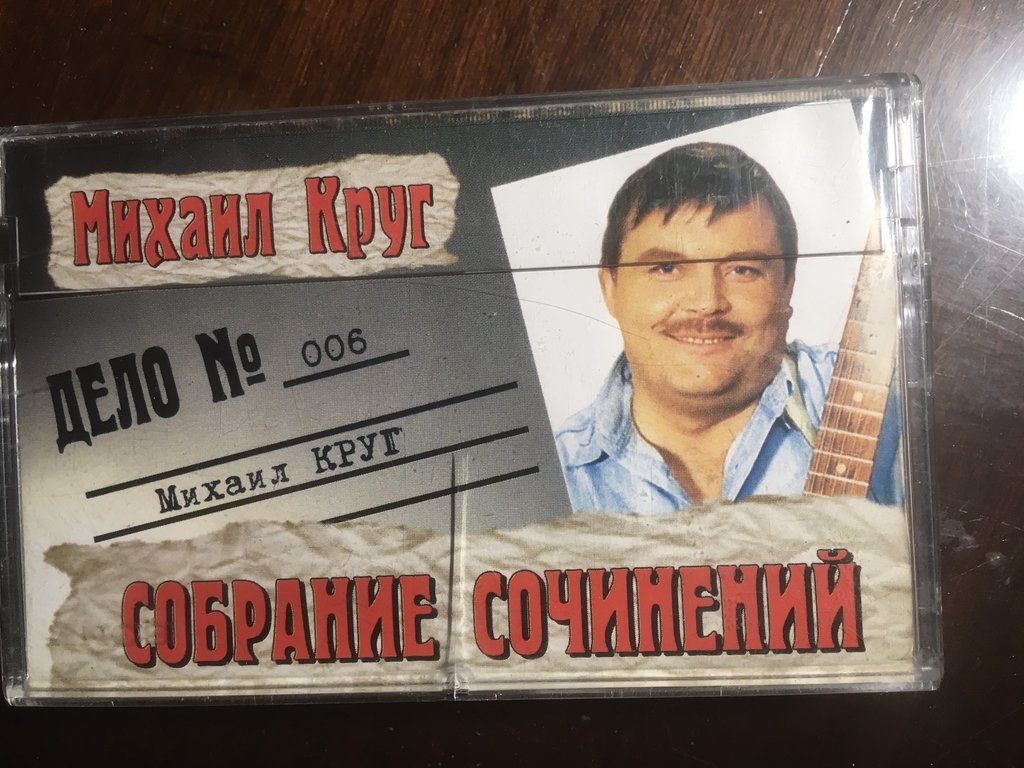 Михаил Круг
ДЕЛО № 006
Михаил КРУГ
СОБРАНИЕ СОЧИНЕНИЙ